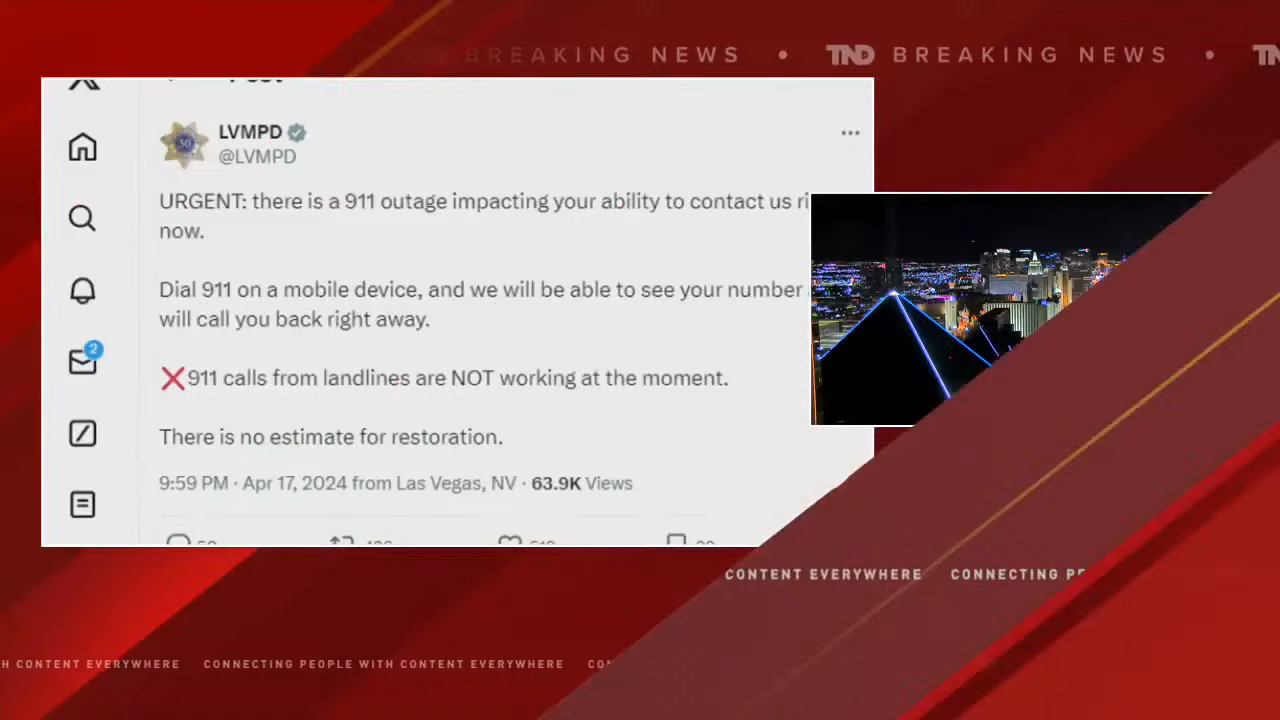 BREAKING NEWS • TND BREAKING NEWS •
Post
LVMPD
@LVMPD
URGENT: there is a 911 outage impacting your ability to contact us
now.
Dial 911 on a mobile device, and we will be able to see your number
will call you back right away.
❌911 calls from landlines are NOT working at the moment.
2
There is no estimate for restoration.
9:59 PM · Apr 17, 2024 from Las Vegas, NV · 63.9K Views
CONTENT EVERYWHERE CONNECTING
CONTENT EVERYWHERE CONNECTING PEOPLE WITH CONTENT EVERYWHERE